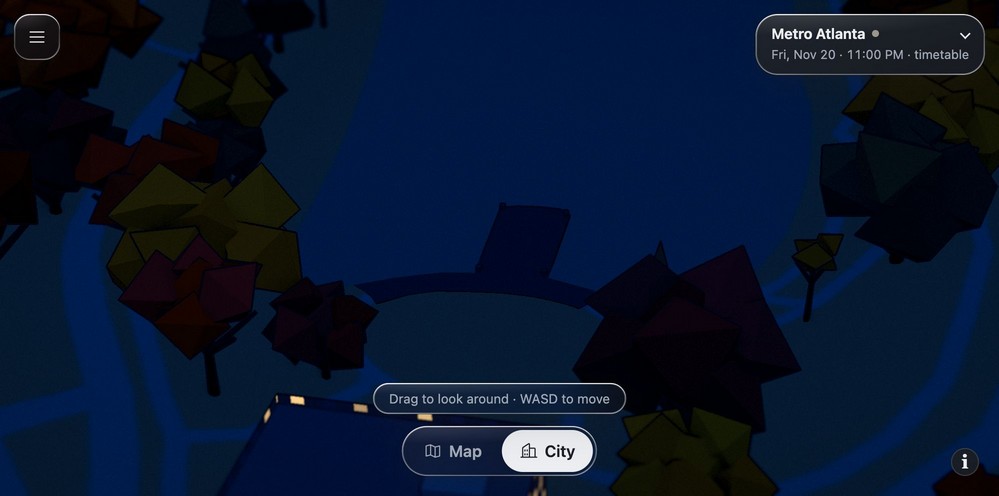 Metro Atlanta
Fri, Nov 20 · 11:00 PM · timetable
Drag to look around · WASD to move
Map
City
i